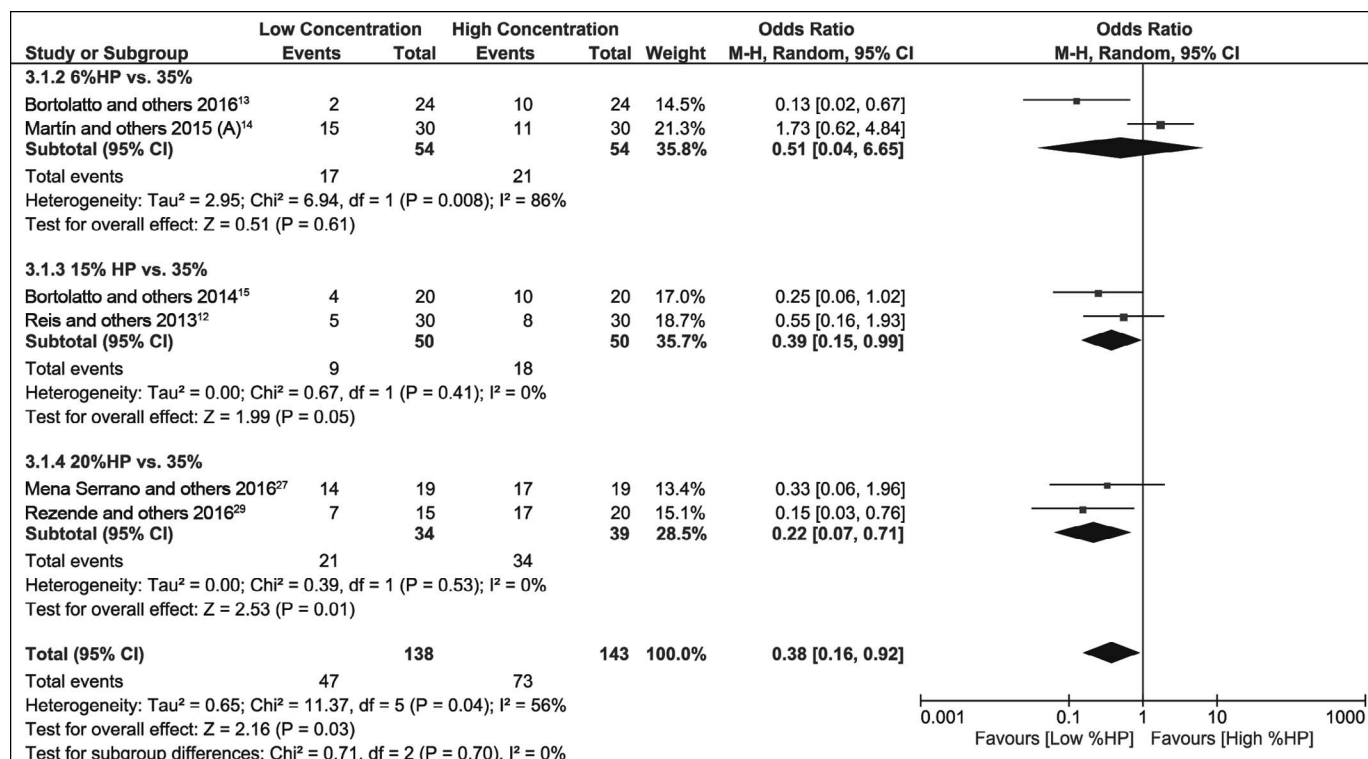 Low Concentration High Concentration Odds Ratio Odds Ratio
Study or Subgroup Events Total Events Total Weight M-H, Random, 95% CI M-H, Random, 95% CI
3.1.2 6%HP vs. 35%
Bortolatto and others 2016¹³ 2 24 10 24 14.5% 0.13 [0.02, 0.67]
Martín and others 2015 (A)¹⁴ 15 30 11 30 21.3% 1.73 [0.62, 4.84]
Subtotal (95% CI) 54 54 35.8% 0.51 [0.04, 6.65]
Total events 17 21
Heterogeneity: Tau² = 2.95; Chi² = 6.94, df = 1 (P = 0.008); I² = 86%
Test for overall effect: Z = 0.51 (P = 0.61)
3.1.3 15% HP vs. 35%
Bortolatto and others 2014¹⁵ 4 20 10 20 17.0% 0.25 [0.06, 1.02]
Reis and others 2013¹² 5 30 8 30 18.7% 0.55 [0.16, 1.93]
Subtotal (95% CI) 50 50 35.7% 0.39 [0.15, 0.99]
Total events 9 18
Heterogeneity: Tau² = 0.00; Chi² = 0.67, df = 1 (P = 0.41); I² = 0%
Test for overall effect: Z = 1.99 (P = 0.05)
3.1.4 20%HP vs. 35%
Mena Serrano and others 2016²⁷ 14 19 17 19 13.4% 0.33 [0.06, 1.96]
Rezende and others 2016²⁹ 7 15 17 20 15.1% 0.15 [0.03, 0.76]
Subtotal (95% CI) 34 39 28.5% 0.22 [0.07, 0.71]
Total events 21 34
Heterogeneity: Tau² = 0.00; Chi² = 0.39, df = 1 (P = 0.53); I² = 0%
Test for overall effect: Z = 2.53 (P = 0.01)
Total (95% CI) 138 143 100.0% 0.38 [0.16, 0.92]
Total events 47 73
Heterogeneity: Tau² = 0.65; Chi² = 11.37, df = 5 (P = 0.04); I² = 56%
Test for overall effect: Z = 2.16 (P = 0.03)
Test for subgroup differences: Chi² = 0.71, df = 2 (P = 0.70), I² = 0%
0.001 0.1 1 10 1000
Favours [Low %HP] Favours [High %HP]